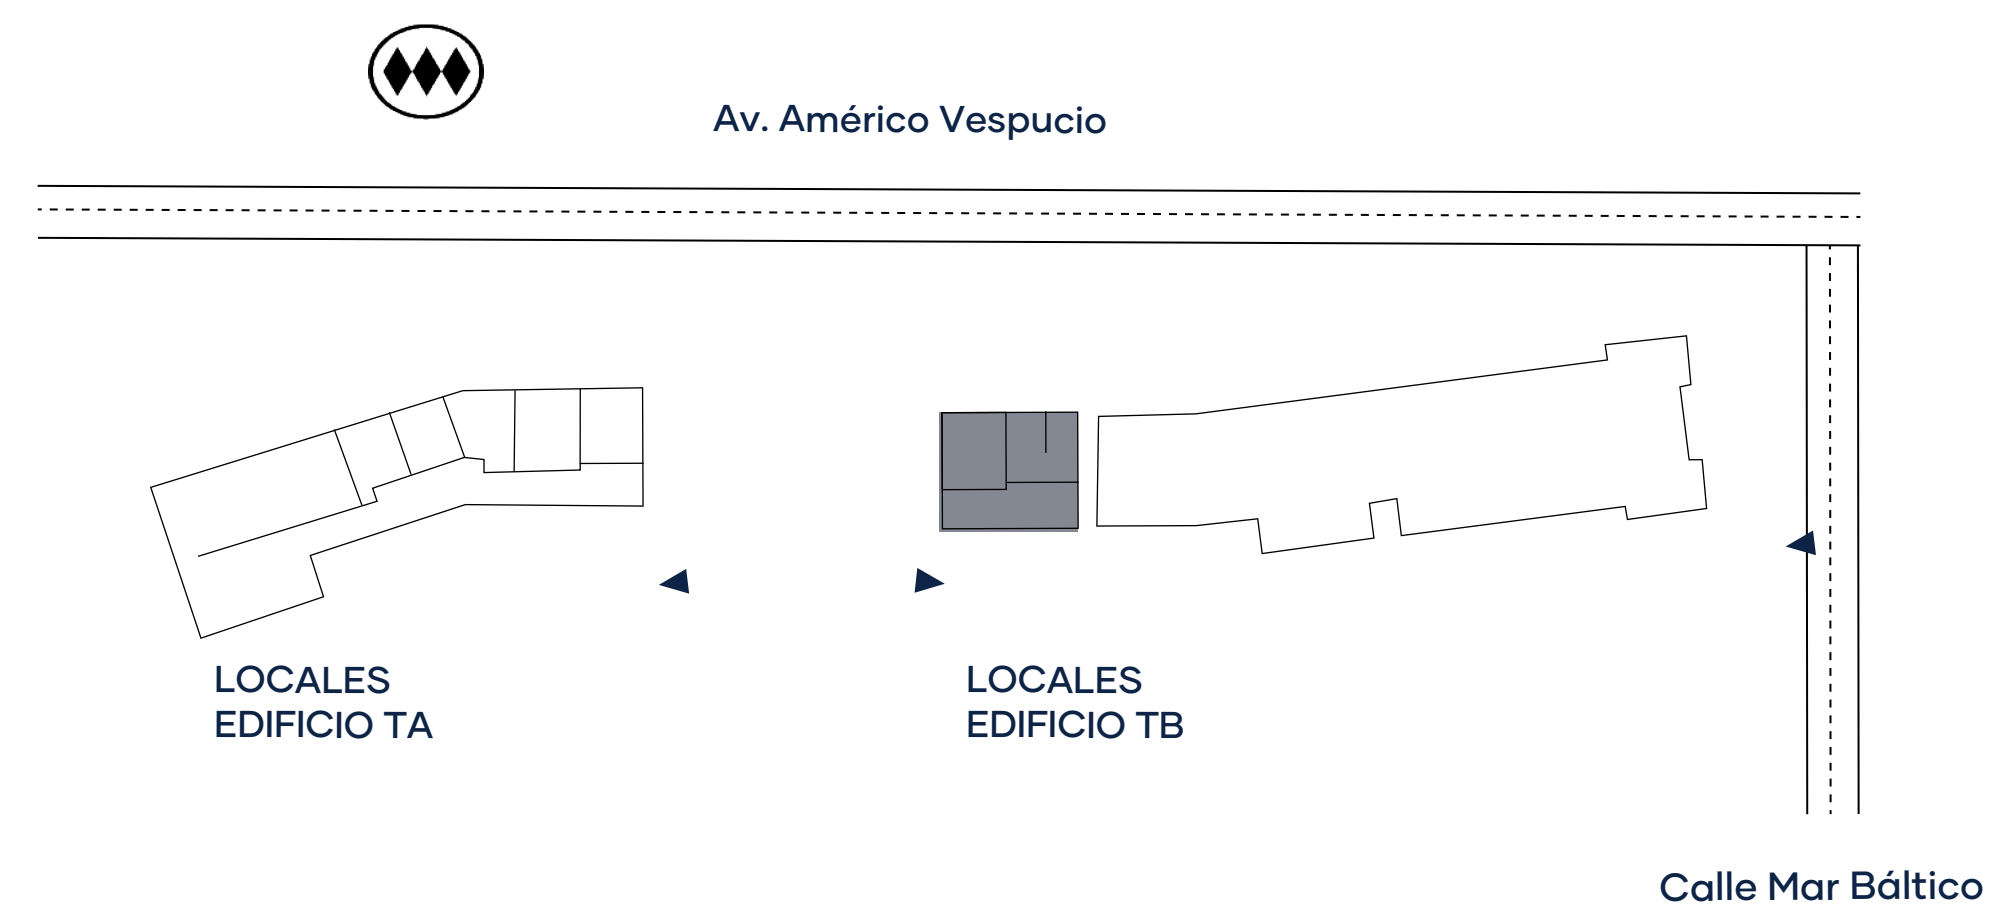 Av. Américo Vespucio
LOCALES
EDIFICIO TA
LOCALES
EDIFICIO TB
Calle Mar Báltico